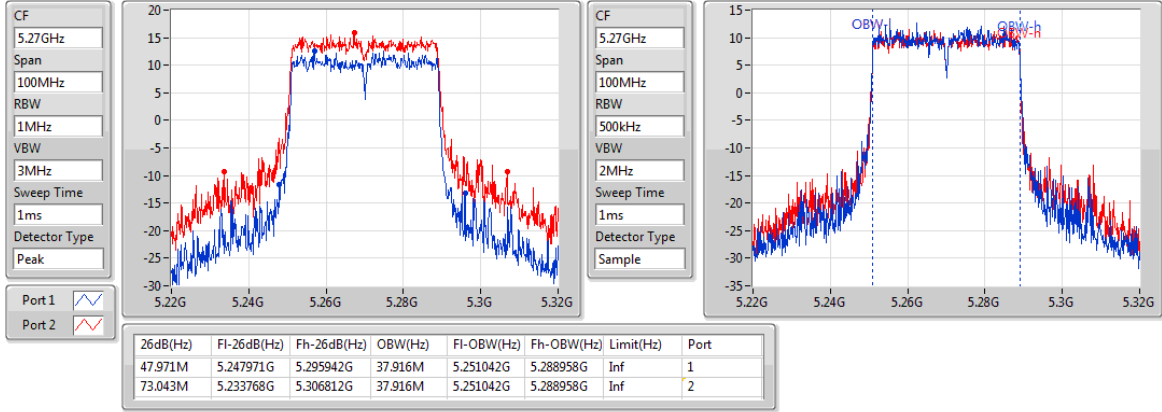 CF
5.27GHz
Span
100MHz
RBW
1MHz
VBW
3MHz
Sweep Time
1ms
Detector Type
Peak
Port 1
Port 2
20
15
10
5
0
-5
-10
-15
-20
-25
-30
5.22G 5.24G 5.26G 5.28G 5.3G 5.32G
CF
5.27GHz
Span
100MHz
RBW
500kHz
VBW
2MHz
Sweep Time
1ms
Detector Type
Sample
15
10
5
0
-5
-10
-15
-20
-25
-30
-35
OBW-l
OBW-h
5.22G 5.24G 5.26G 5.28G 5.3G 5.32G
26dB(Hz) Fl-26dB(Hz) Fh-26dB(Hz) OBW(Hz) Fl-OBW(Hz) Fh-OBW(Hz) Limit(Hz) Port
47.971M 5.247971G 5.295942G 37.916M 5.251042G 5.288958G Inf 1
73.043M 5.233768G 5.306812G 37.916M 5.251042G 5.288958G Inf 2